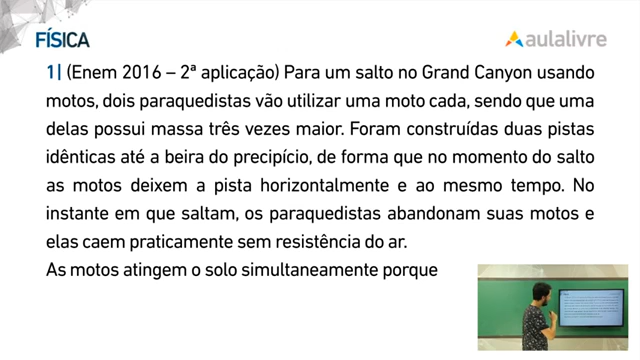 FÍSICA
aulalivre
1| (Enem 2016 – 2ª aplicação) Para um salto no Grand Canyon usando
motos, dois paraquedistas vão utilizar uma moto cada, sendo que uma
delas possui massa três vezes maior. Foram construídas duas pistas
idênticas até a beira do precipício, de forma que no momento do salto
as motos deixem a pista horizontalmente e ao mesmo tempo. No
instante em que saltam, os paraquedistas abandonam suas motos e
elas caem praticamente sem resistência do ar.
As motos atingem o solo simultaneamente porque